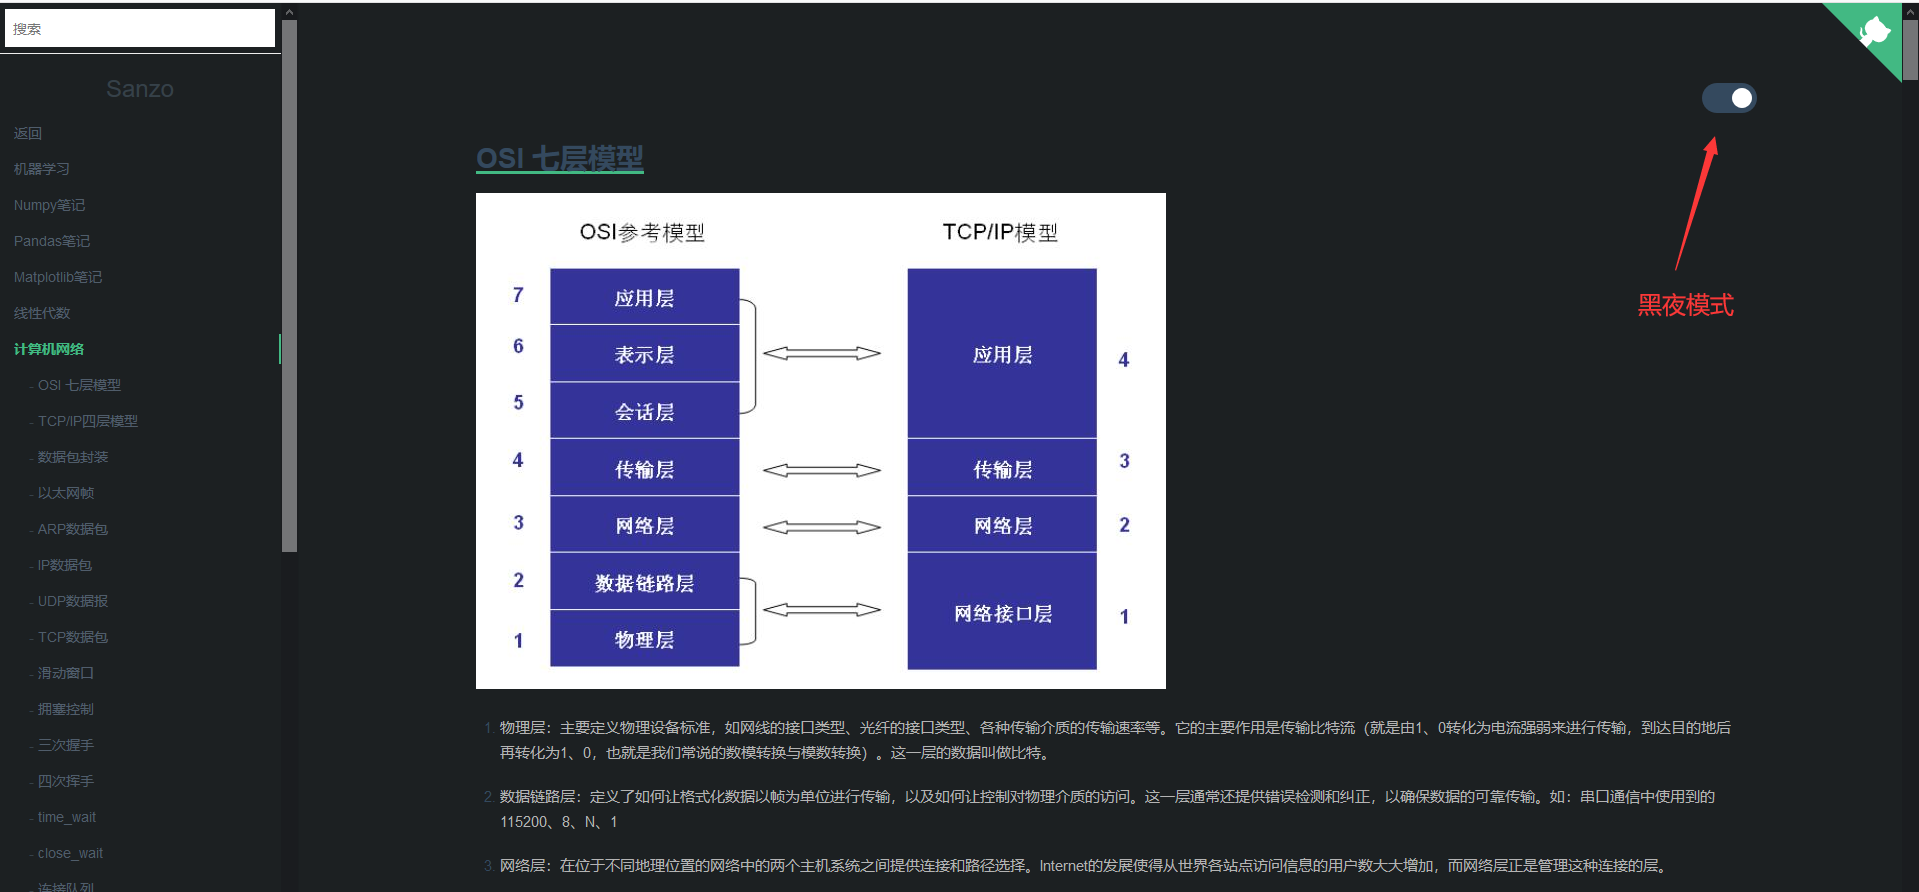 搜索
Sanzo
返回
机器学习
Numpy笔记
Pandas笔记
Matplotlib笔记
线性代数
计算机网络
- OSI 七层模型
- TCP/IP四层模型
- 数据包封装
- 以太网帧
- ARP数据包
- IP数据包
- UDP数据报
- TCP数据包
- 滑动窗口
- 拥塞控制
- 三次握手
- 四次挥手
- time_wait
- close_wait
- 连接队列
黑夜模式
OSI 七层模型
OSI参考模型
TCP/IP模型
7 应用层
6 表示层
5 会话层
4 传输层
3 网络层
2 数据链路层
1 物理层
应用层 4
传输层 3
网络层 2
网络接口层 1
1. 物理层：主要定义物理设备标准，如网线的接口类型、光纤的接口类型、各种传输介质的传输速率等。它的主要作用是传输比特流（就是由1、0转化为电流强弱来进行传输，到达目的地后
再转化为1、0，也就是我们常说的数模转换与模数转换）。这一层的数据叫做比特。
2. 数据链路层：定义了如何让格式化数据以帧为单位进行传输，以及如何让控制对物理介质的访问。这一层通常还提供错误检测和纠正，以确保数据的可靠传输。如：串口通信中使用到的
115200、8、N、1
3. 网络层：在位于不同地理位置的网络中的两个主机系统之间提供连接和路径选择。Internet的发展使得从世界各站点访问信息的用户数大大增加，而网络层正是管理这种连接的层。